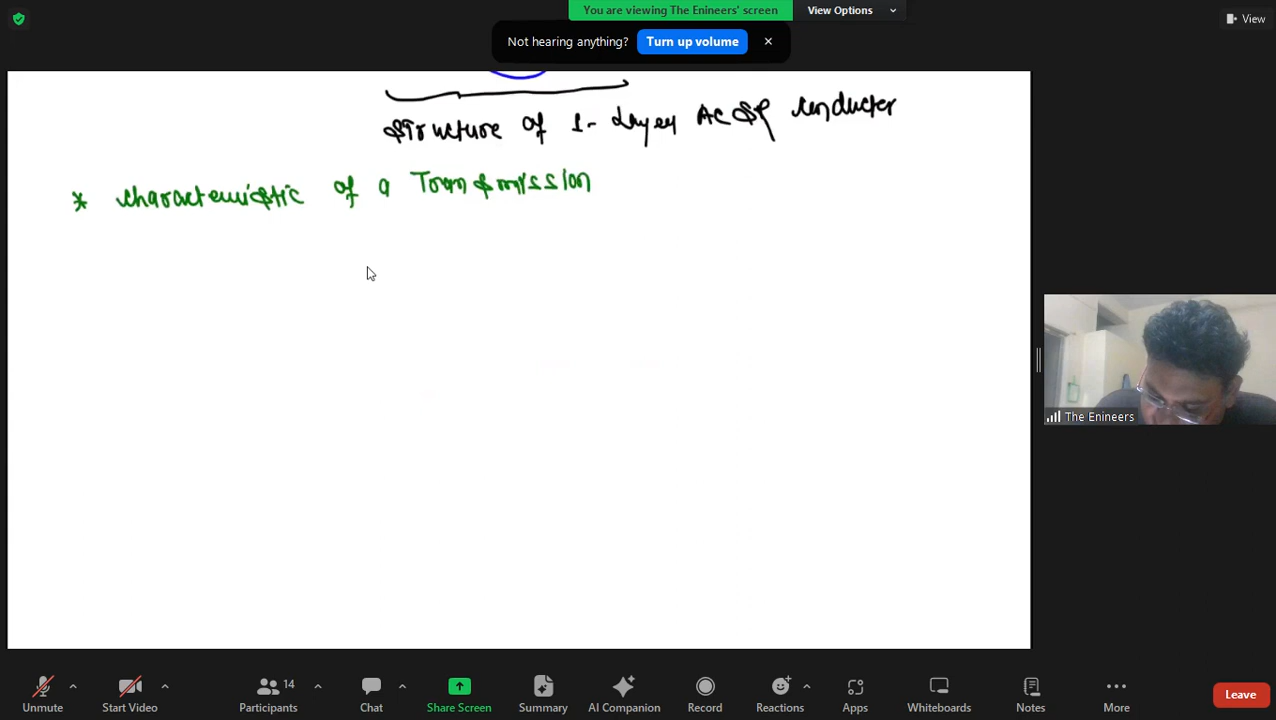 You are viewing The Enineers' screen
View Options
View
Not hearing anything?
Turn up volume
structure of 1- Layer ACSR conductor
* characteristic of a Transmission
The Enineers
Unmute
Start Video
Participants
14
Chat
Share Screen
Summary
AI Companion
Record
Reactions
Apps
Whiteboards
Notes
More
Leave